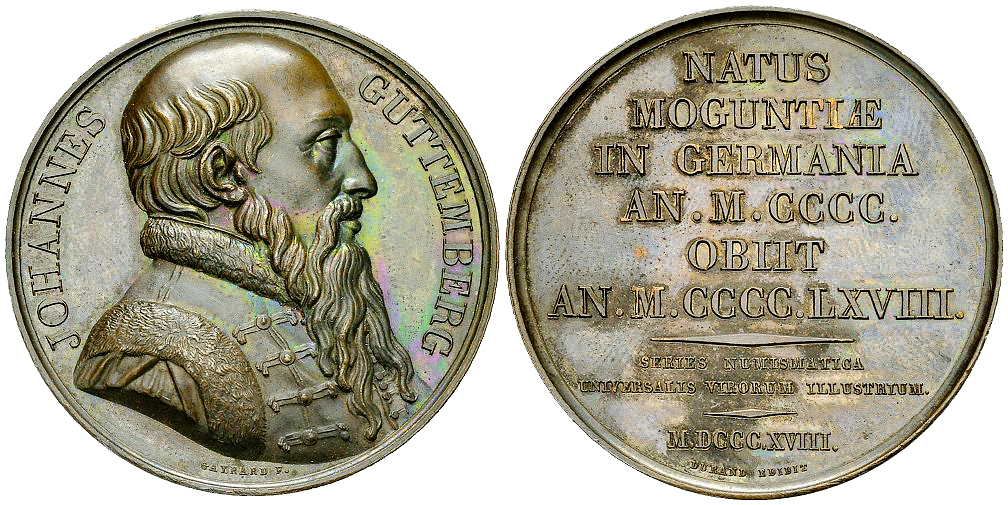 JOHANNES GUTTEMBERG
GAYRARD F.
NATUS
MOGUNTIÆ
IN GERMANIA
AN. M. CCCC.
OBIIT
AN. M. CCCC. LXVIII.
SERIES NUMISMATICA
UNIVERSALIS VIRORUM ILLUSTRIUM.
M.DCCC.XVIII.
DURAND EDIDIT